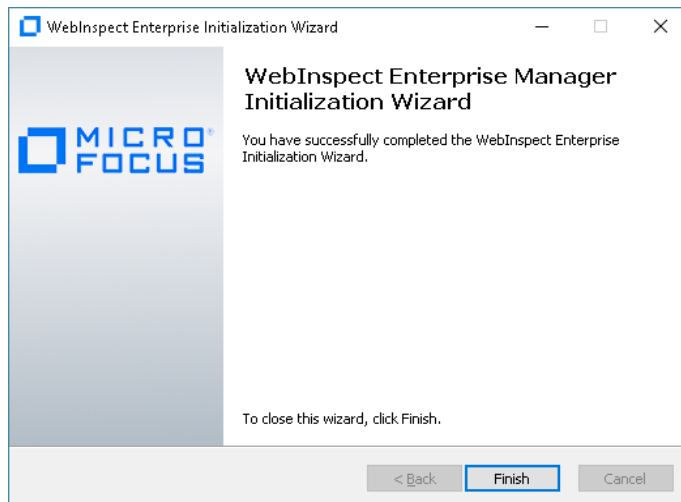 WebInspect Enterprise Initialization Wizard
WebInspect Enterprise Manager
Initialization Wizard
MICRO®
FOCUS
You have successfully completed the WebInspect Enterprise
Initialization Wizard.
To close this wizard, click Finish.
< Back
Finish
Cancel